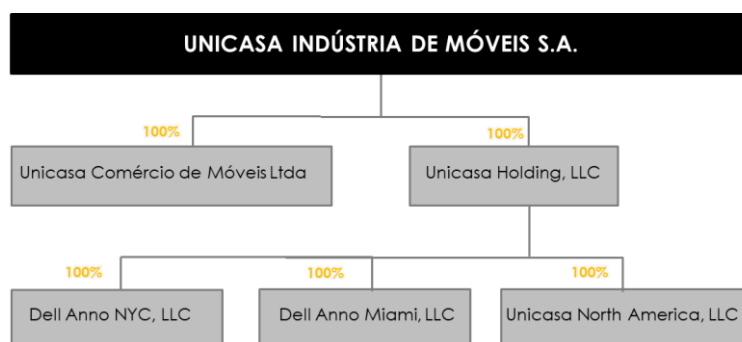 UNICASA INDÚSTRIA DE MÓVEIS S.A.
100%
100%
Unicasa Comércio de Móveis Ltda
Unicasa Holding, LLC
100%
100%
100%
Dell Anno NYC, LLC
Dell Anno Miami, LLC
Unicasa North America, LLC